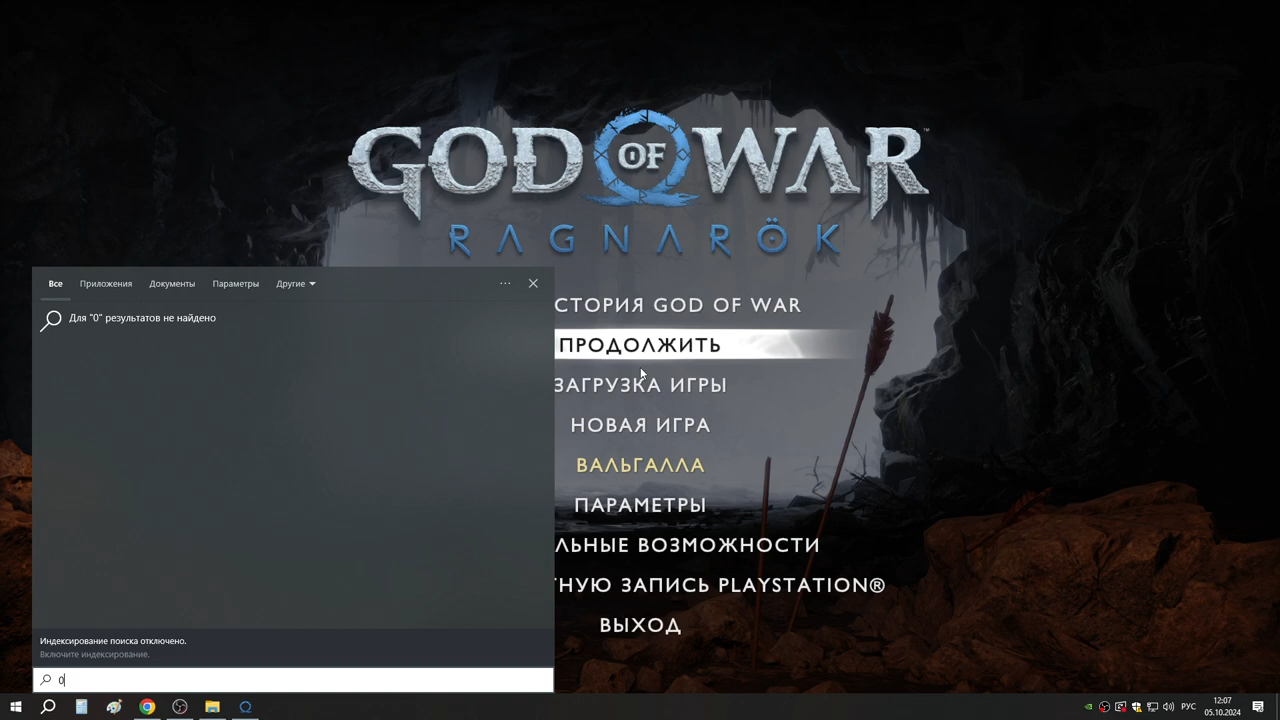 GOD OF WAR™
RAGNARÖK
Все
Приложения
Документы
Параметры
Другие
Для "0" результатов не найдено
СТОРИЯ GOD OF WAR
ПРОДОЛЖИТЬ
ЗАГРУЗКА ИГРЫ
НОВАЯ ИГРА
ВАЛЬГАЛЛА
ПАРАМЕТРЫ
ЛЬНЫЕ ВОЗМОЖНОСТИ
ТНУЮ ЗАПИСЬ PLAYSTATION®
ВЫХОД
Индексирование поиска отключено.
Включите индексирование.
0
РУС
12:07
05.10.2024